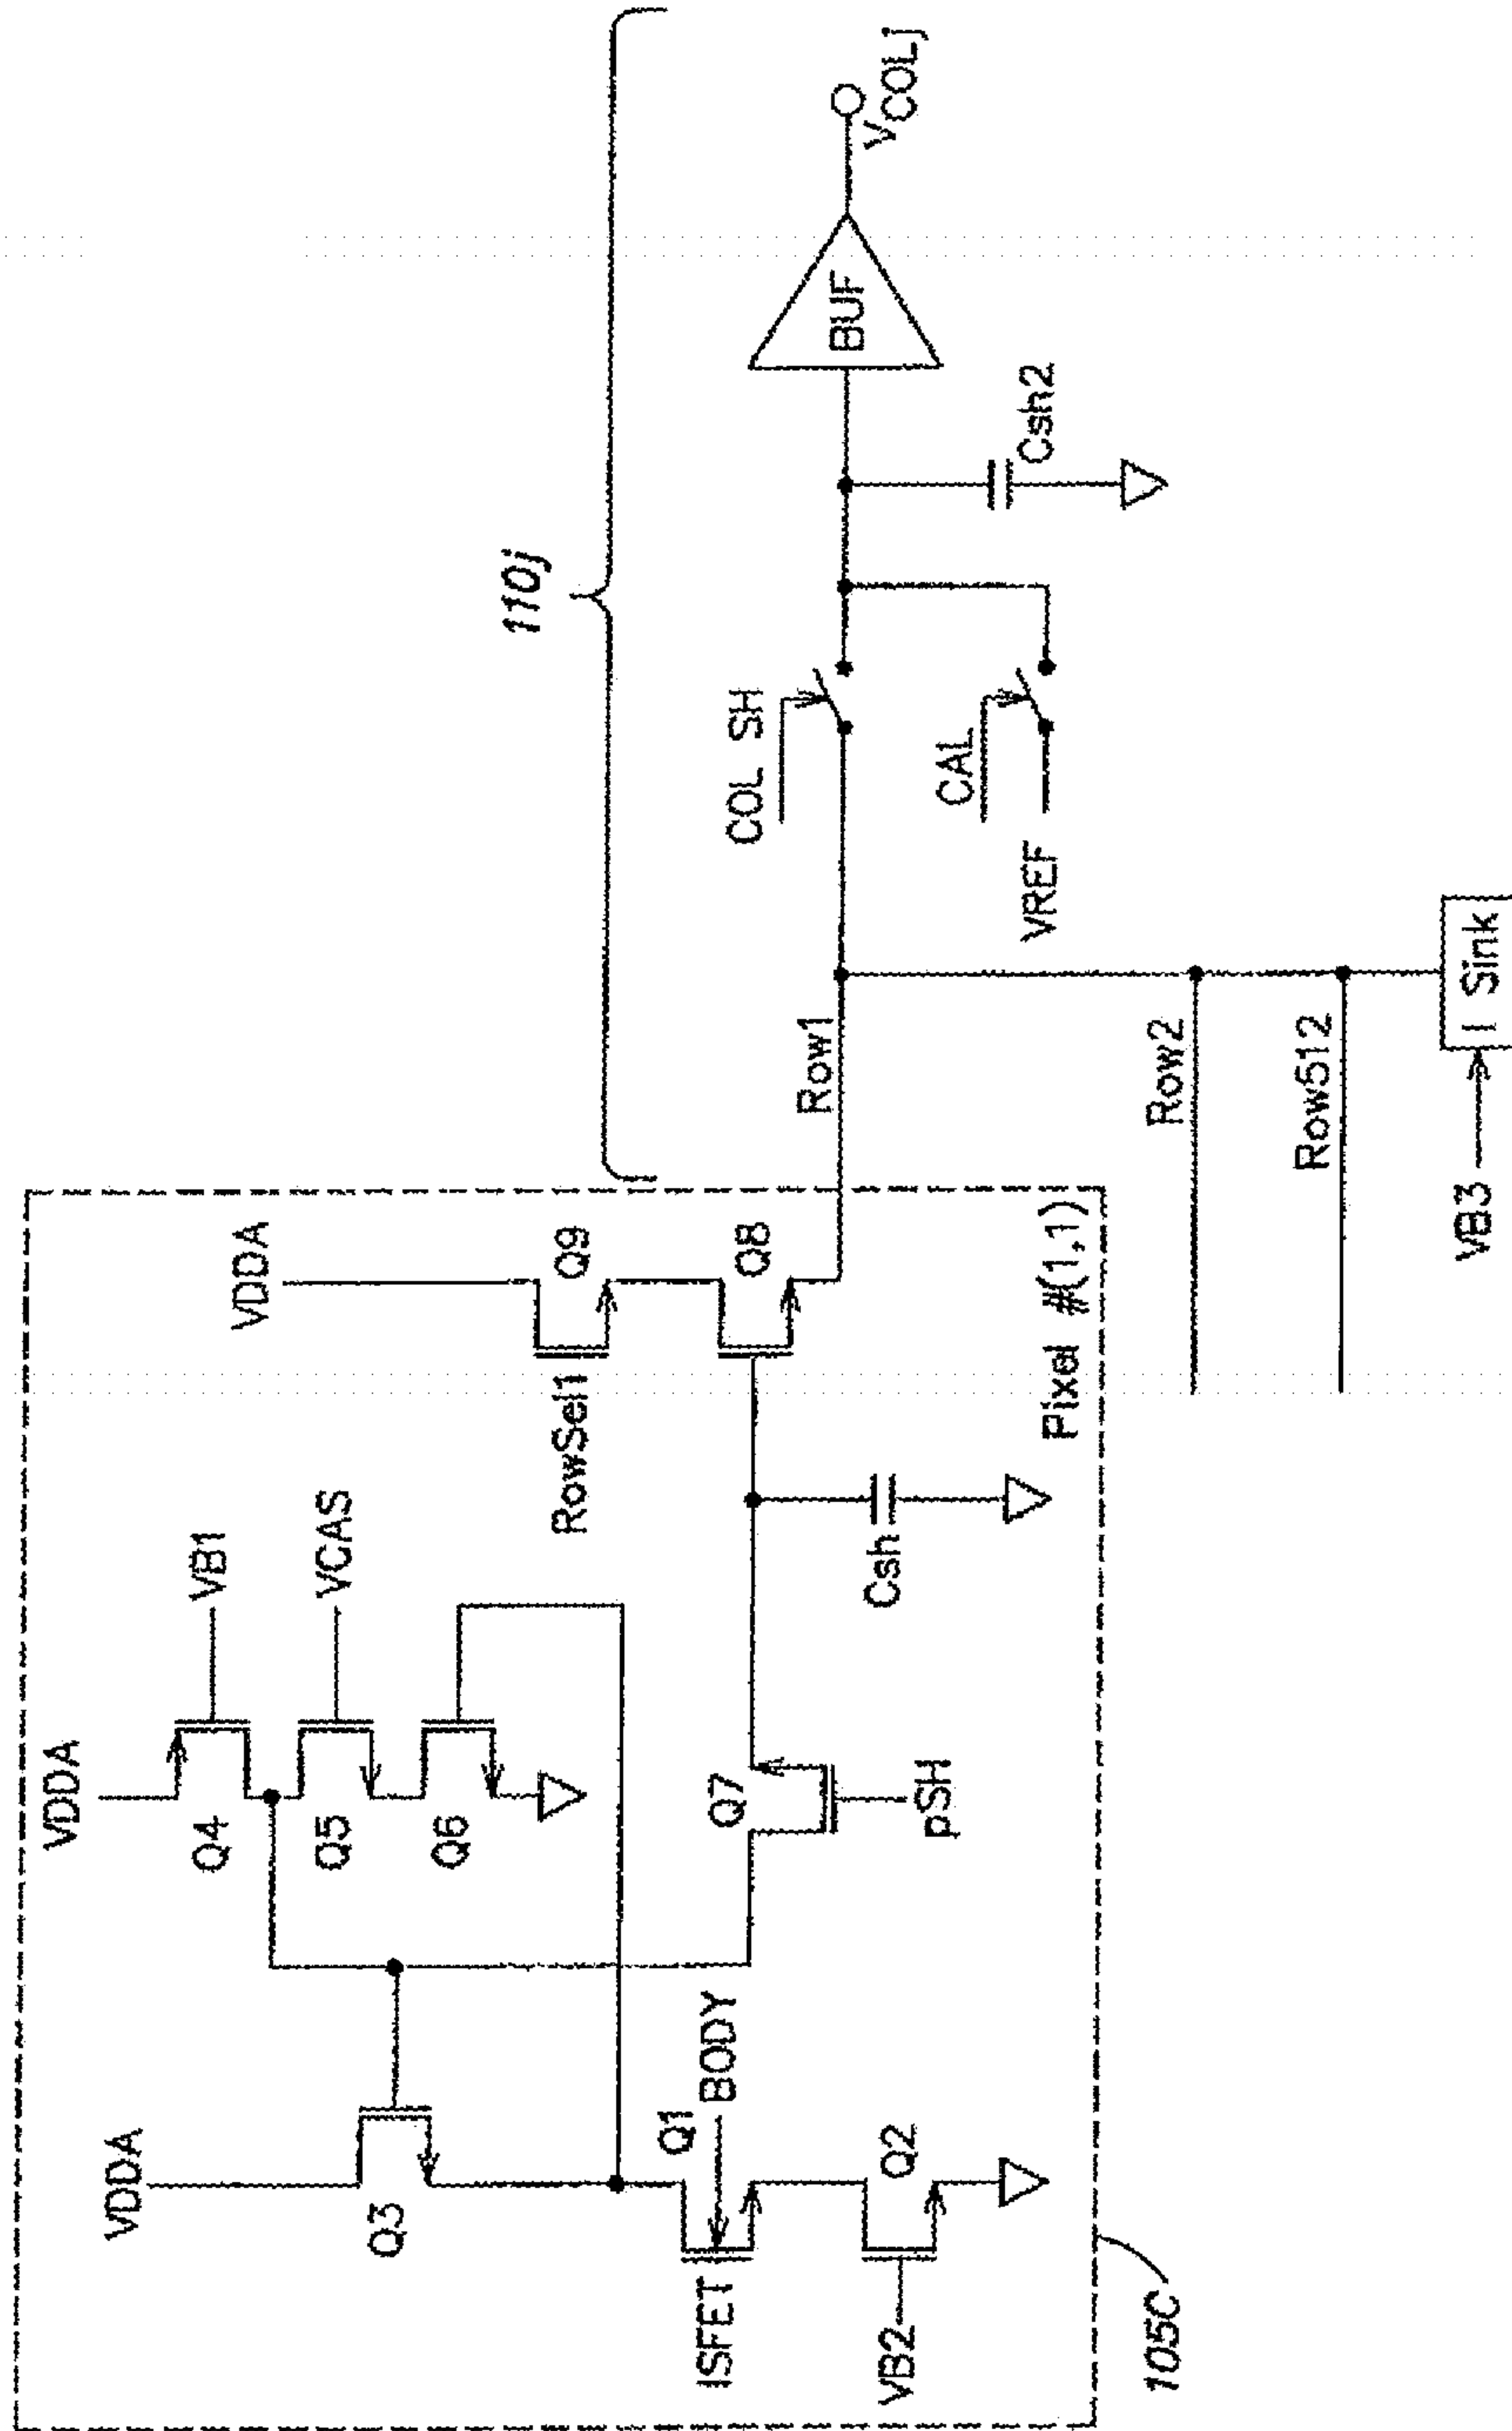 110j
VDDA
VDDA
VB1
Q4
VCAS
Q5
Q6
Q3
VDDA
Q9
RowSel1
Q8
Q7
pSH
Csh
ISFET
Q1
BODY
VB2
Q2
Pixel #(1,1)
105C
Row1
Row2
Row512
VB3
I Sink
COL SH
CAL
VREF
Csh2
BUF
VCOLj